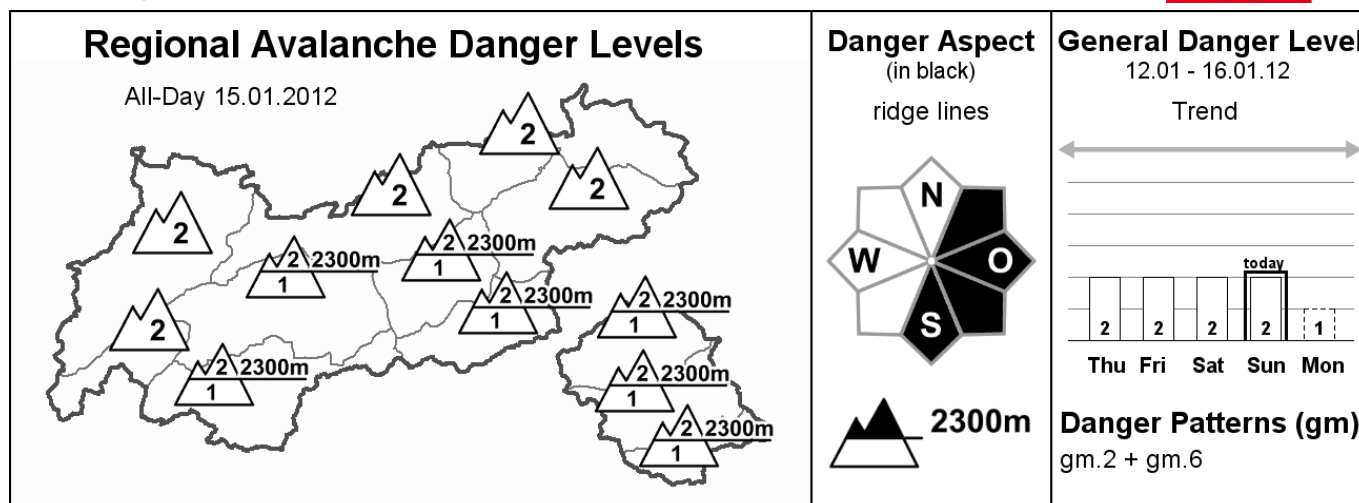 Regional Avalanche Danger Levels
All-Day 15.01.2012
2
2
2
2
2 2300m
1
2 2300m
1
2 2300m
1
2 2300m
1
2
2 2300m
1
2 2300m
1
2 2300m
1
Danger Aspect
(in black)
ridge lines
N
W O
S
2300m
General Danger Level
12.01 - 16.01.12
Trend
today
2 2 2 2 1
Thu Fri Sat Sun Mon
Danger Patterns (gm)
gm.2 + gm.6